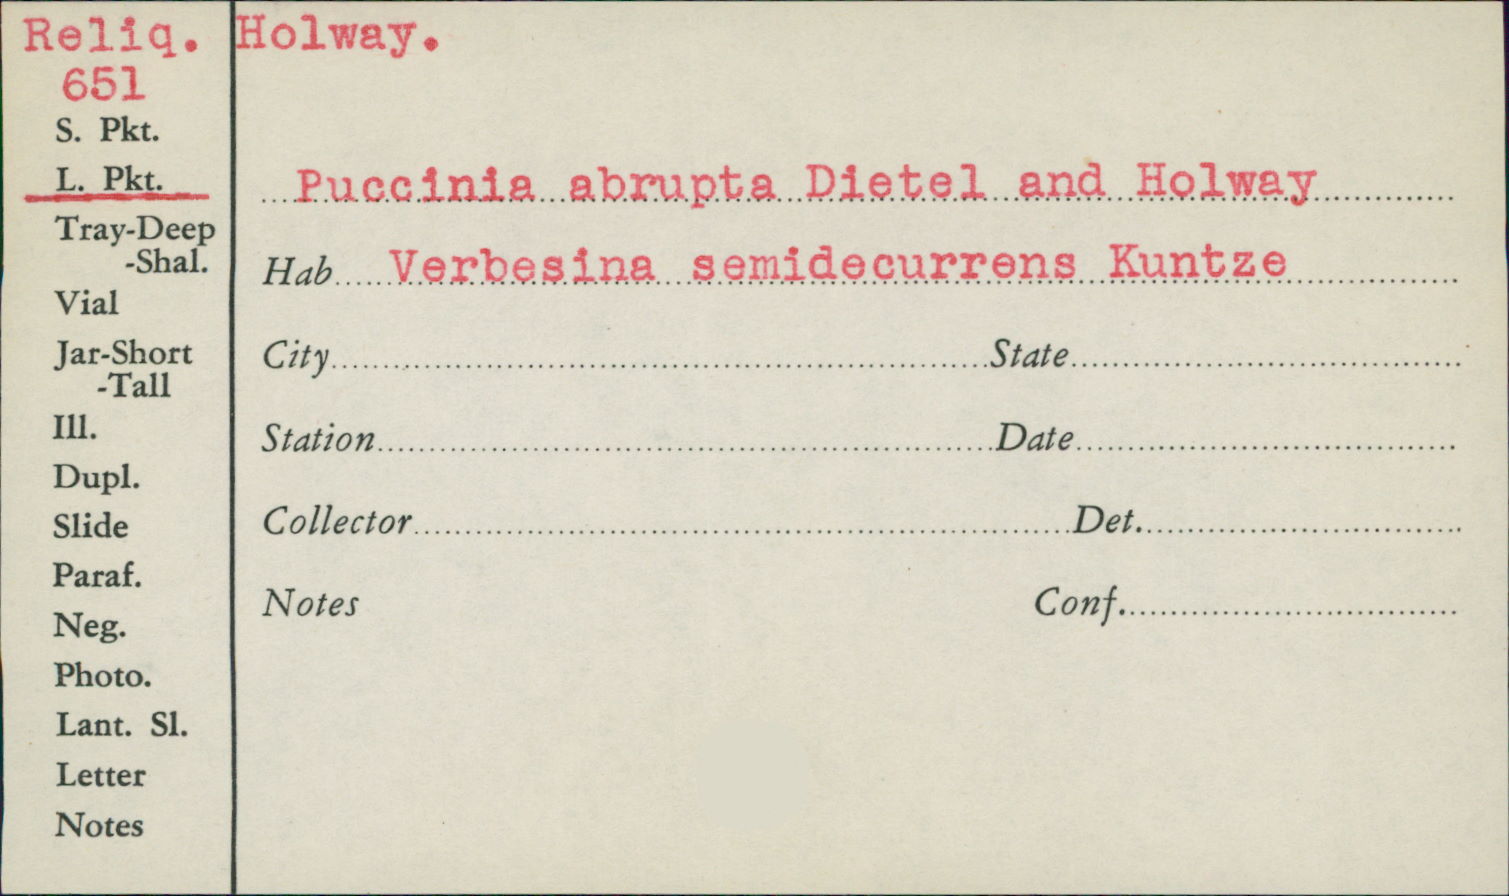 Reliq. Holway.
651
S. Pkt.
L. Pkt.
Puccinia abrupta Dietel and Holway
Tray-Deep
-Shal.
Hab Verbesina semidecurrens Kuntze
Vial
Jar-Short
-Tall
City State
Ill.
Station Date
Dupl.
Slide
Collector Det.
Paraf.
Notes Conf.
Neg.
Photo.
Lant. Sl.
Letter
Notes